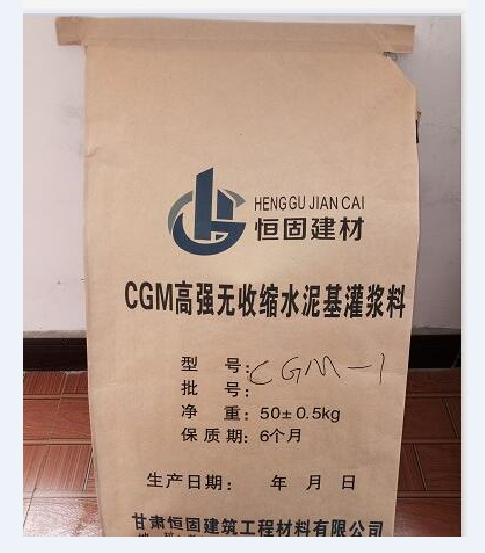 HENG GU JIAN CAI
恒固建材
CGM高强无收缩水泥基灌浆料
型 号: CGM-1
批 号:
净 重: 50±0.5kg
保质期: 6个月
生产日期: 年 月 日
甘肃恒固建筑工程材料有限公司